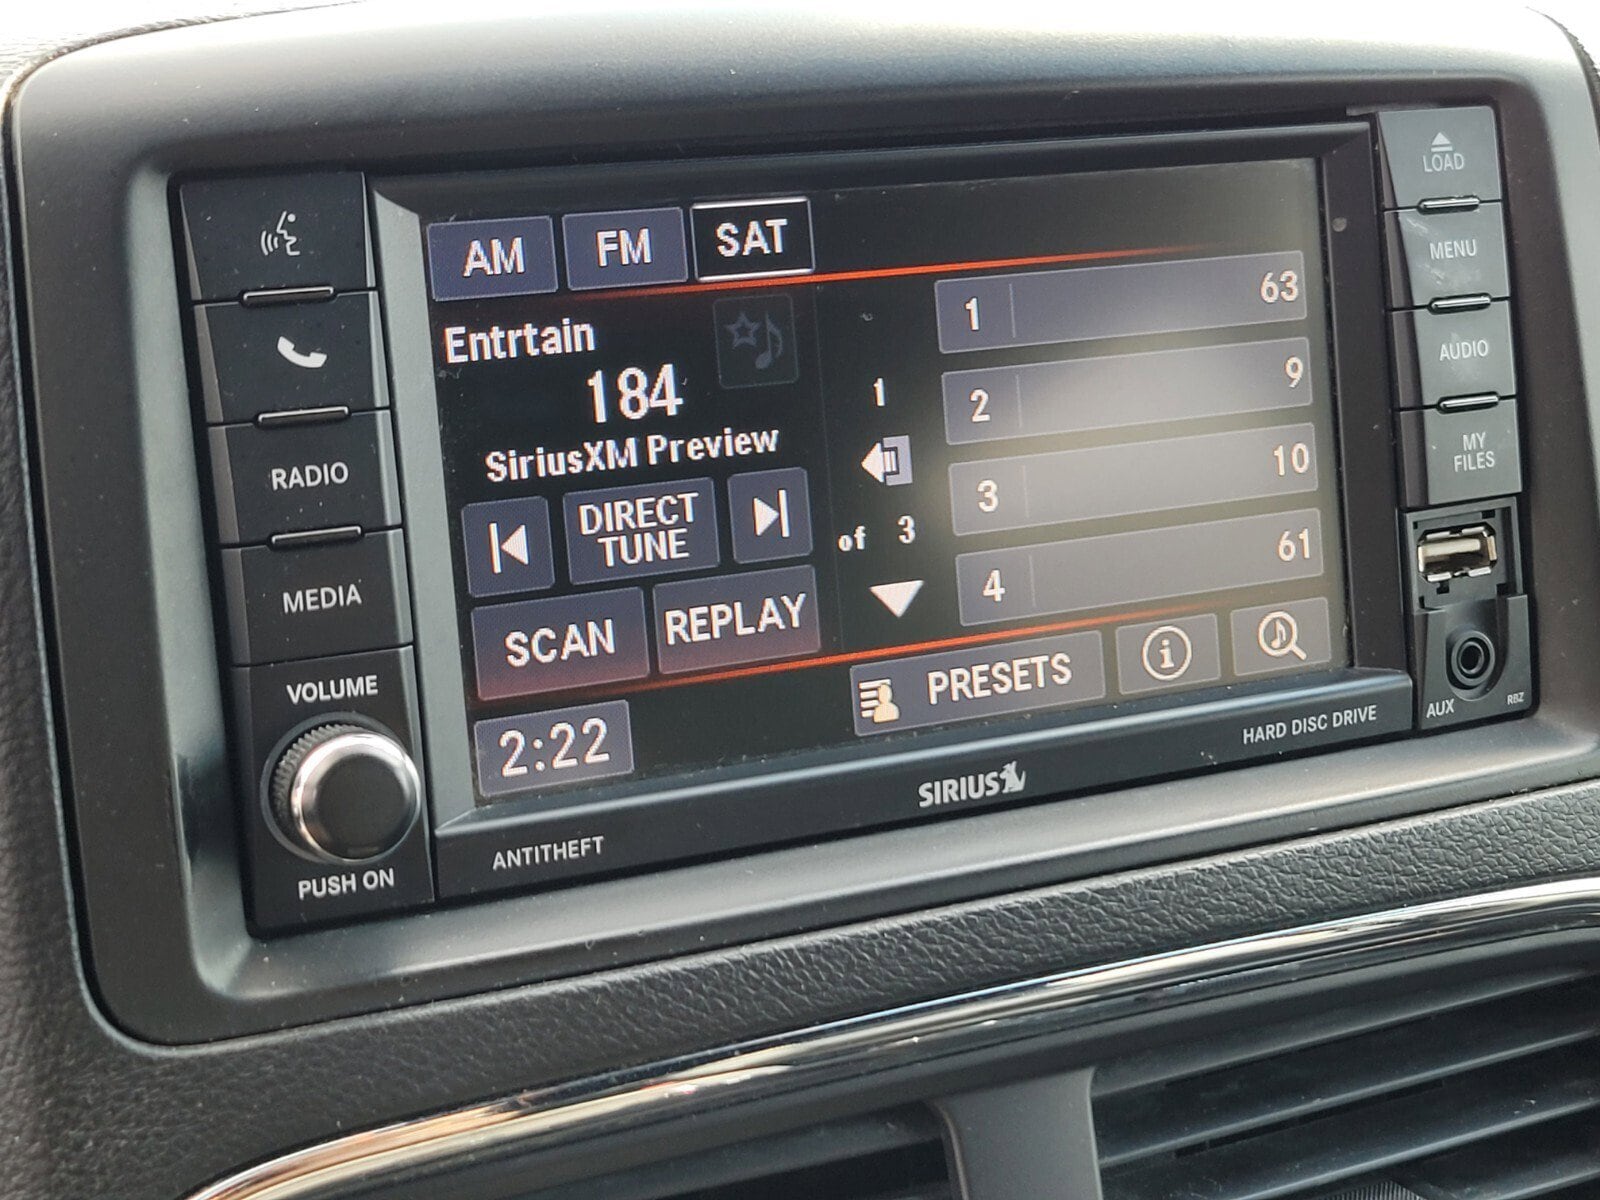 AM FM SAT
Entrtain
184
SiriusXM Preview
DIRECT
TUNE
SCAN REPLAY
2:22
1
of 3
1 63
2 9
3 10
4 61
PRESETS
i
RADIO
MEDIA
VOLUME
PUSH ON
LOAD
MENU
AUDIO
MY
FILES
AUX RBZ
ANTITHEFT
SIRIUS
HARD DISC DRIVE